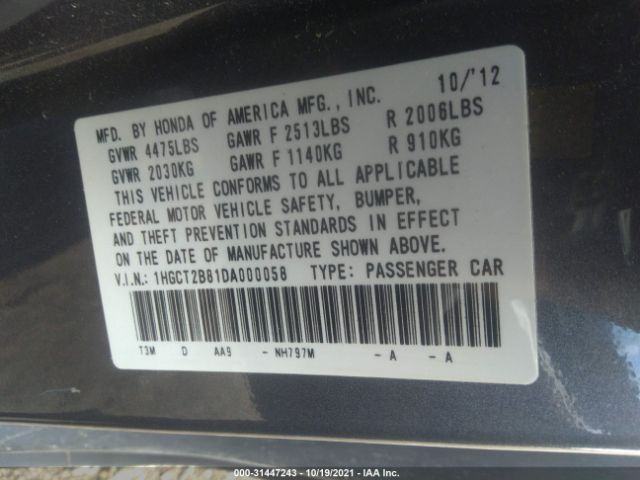 MFD. BY HONDA OF AMERICA MFG., INC. 10/'12
GVWR 4475LBS GAWR F 2513LBS R 2006LBS
GVWR 2030KG GAWR F 1140KG R 910KG
THIS VEHICLE CONFORMS TO ALL APPLICABLE
FEDERAL MOTOR VEHICLE SAFETY, BUMPER,
AND THEFT PREVENTION STANDARDS IN EFFECT
ON THE DATE OF MANUFACTURE SHOWN ABOVE.
V.I.N.: 1HGCT2B81DA000058 TYPE: PASSENGER CAR
T3M D AA9 - NH797M - A - A
000-31447243 | 10/19/2021 | IAA Inc.